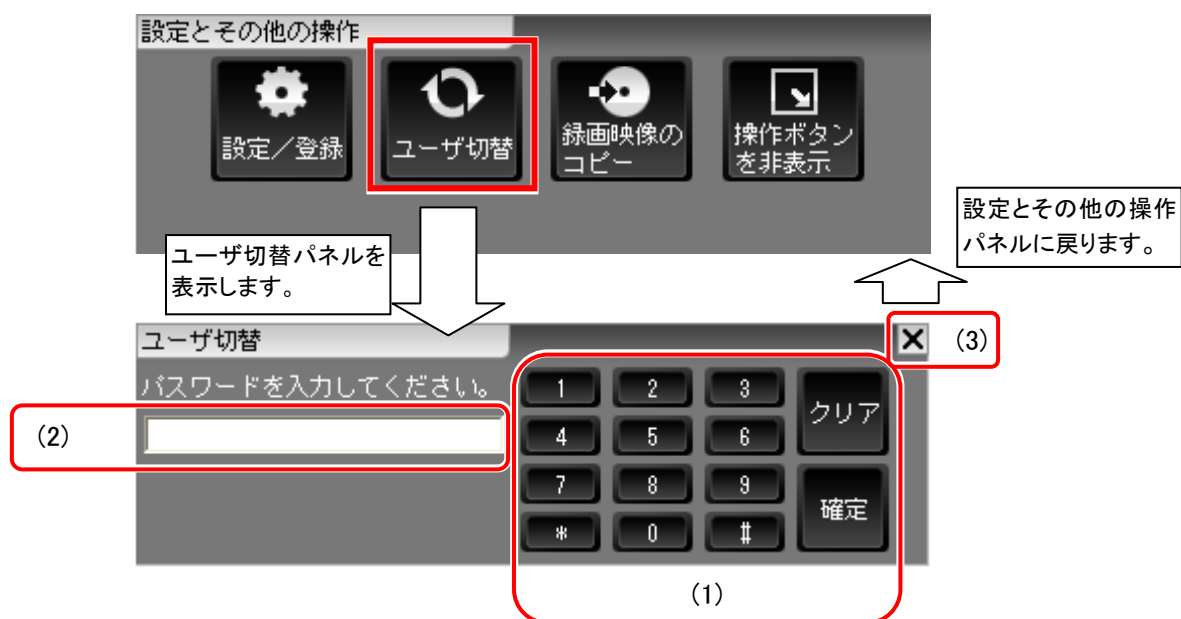 設定とその他の操作
設定／登録
ユーザ切替
録画映像の
コピー
操作ボタン
を非表示
設定とその他の操作
パネルに戻ります。
ユーザ切替パネルを
表示します。
ユーザ切替
(3)
パスワードを入力してください。
(2)
1 2 3
クリア
4 5 6
7 8 9
確定
* 0 #
(1)